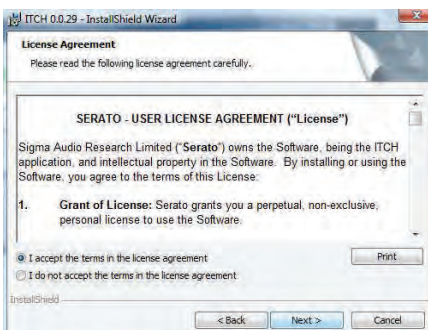 ITCH 0.0.29 - InstallShield Wizard
License Agreement
Please read the following license agreement carefully.
SERATO - USER LICENSE AGREEMENT ("License")
Sigma Audio Research Limited ("Serato") owns the Software, being the ITCH
application, and intellectual property in the Software. By installing or using the
Software, you agree to the terms of this License:
1. Grant of License: Serato grants you a perpetual, non-exclusive,
personal license to use the Software.
I accept the terms in the license agreement
Print
I do not accept the terms in the license agreement
InstallShield
< Back Next > Cancel